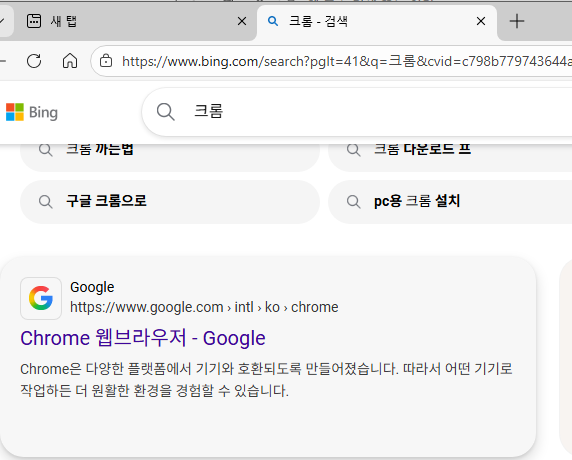 새 탭
크롬 - 검색
https://www.bing.com/search?pglt=41&q=크롬&cvid=c798b779743644a
Bing
크롬
크롬 까는법
크롬 다운로드 프
구글 크롬으로
pc용 크롬 설치
Google
https://www.google.com › intl › ko › chrome
Chrome 웹브라우저 - Google
Chrome은 다양한 플랫폼에서 기기와 호환되도록 만들어졌습니다. 따라서 어떤 기기로
작업하든 더 원활한 환경을 경험할 수 있습니다.